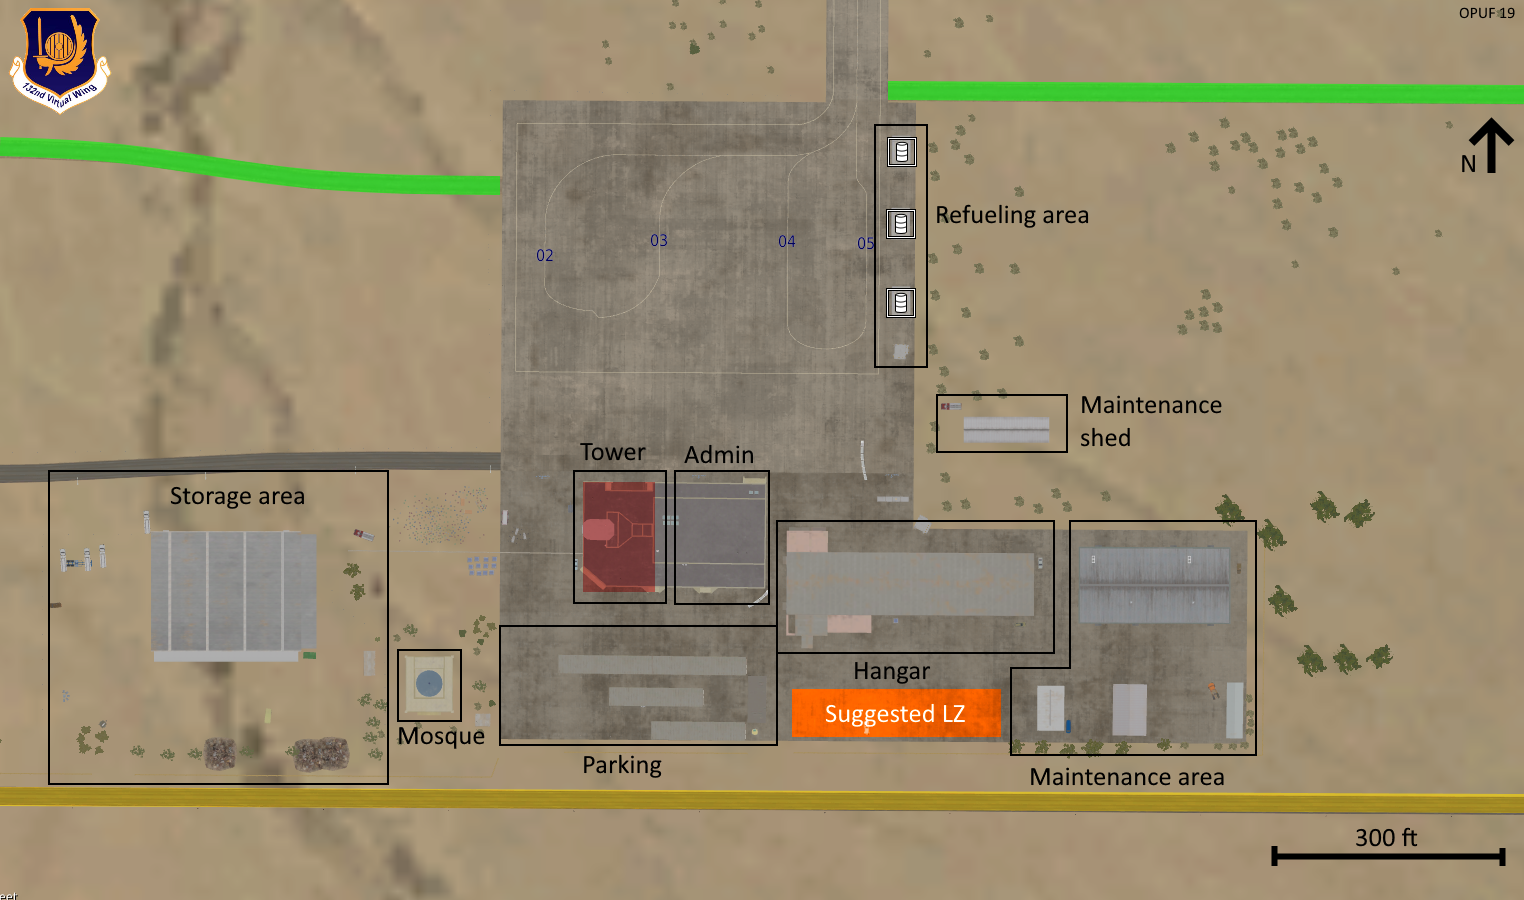 OPUF 19
132nd Virtual Wing
N
Refueling area
02
03
04
05
Maintenance
shed
Tower
Admin
Storage area
Hangar
Suggested LZ
Mosque
Parking
Maintenance area
300 ft
eet